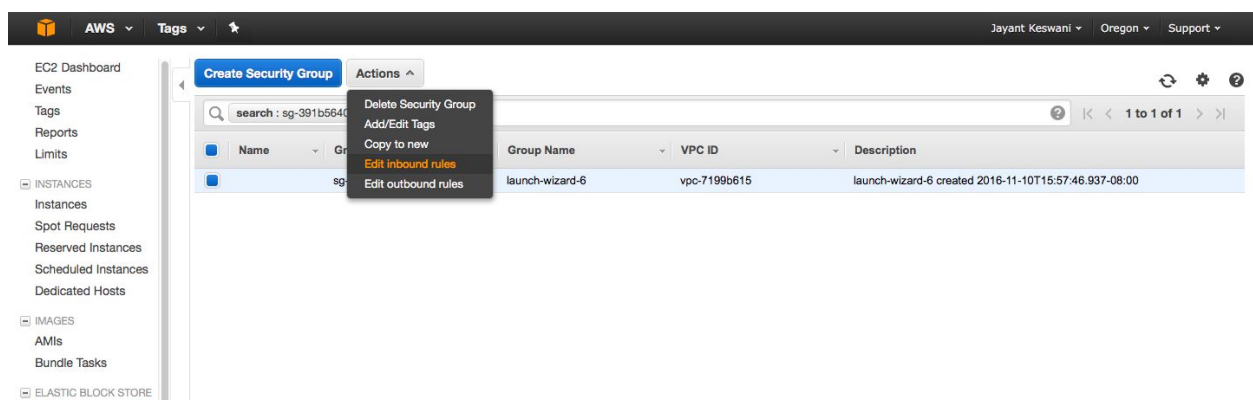 AWS Tags Jayant Keswani Oregon Support
EC2 Dashboard
Events
Tags
Reports
Limits
INSTANCES
Instances
Spot Requests
Reserved Instances
Scheduled Instances
Dedicated Hosts
IMAGES
AMIs
Bundle Tasks
ELASTIC BLOCK STORE
Create Security Group Actions
search : sg-391b5640 1 to 1 of 1
Delete Security Group
Add/Edit Tags
Copy to new
Edit inbound rules
Edit outbound rules
Name Gr Group Name VPC ID Description
sg- launch-wizard-6 vpc-7199b615 launch-wizard-6 created 2016-11-10T15:57:46.937-08:00